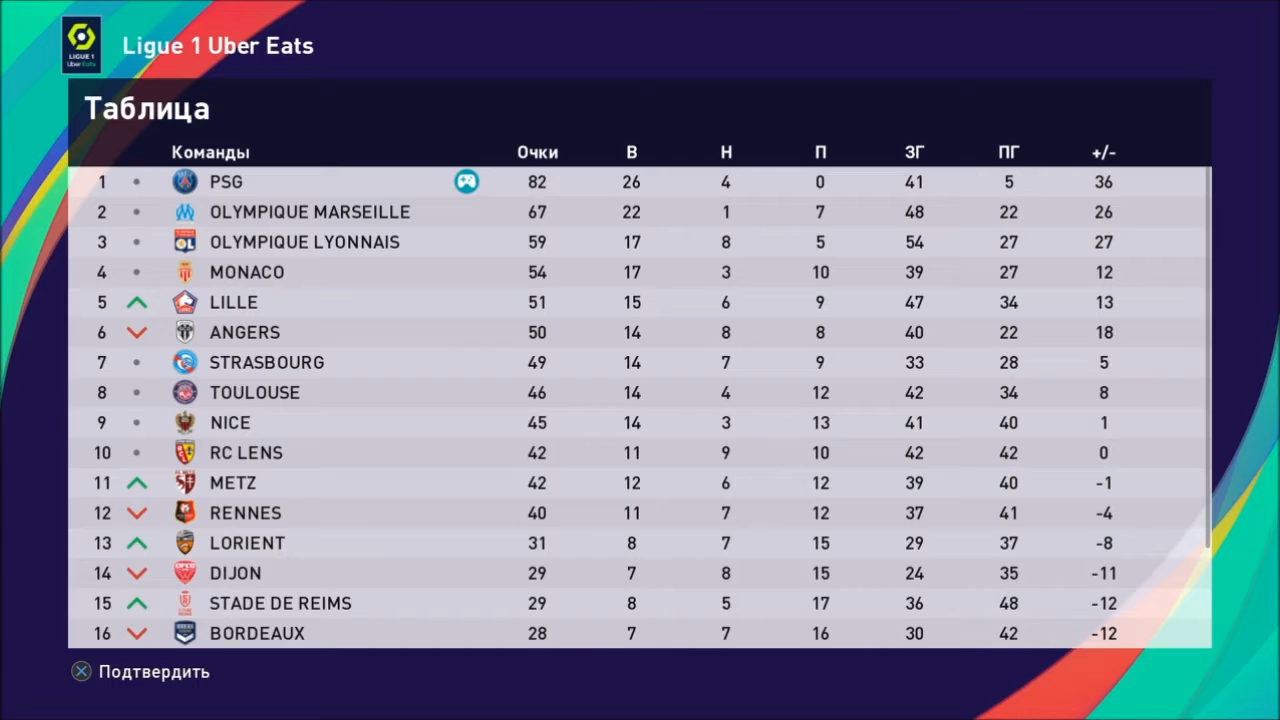 LIGUE 1
Uber Eats
Ligue 1 Uber Eats
Таблица
Команды Очки В Н П ЗГ ПГ +/-
1 PSG 82 26 4 0 41 5 36
2 OLYMPIQUE MARSEILLE 67 22 1 7 48 22 26
3 OLYMPIQUE LYONNAIS 59 17 8 5 54 27 27
4 MONACO 54 17 3 10 39 27 12
5 LILLE 51 15 6 9 47 34 13
6 ANGERS 50 14 8 8 40 22 18
7 STRASBOURG 49 14 7 9 33 28 5
8 TOULOUSE 46 14 4 12 42 34 8
9 NICE 45 14 3 13 41 40 1
10 RC LENS 42 11 9 10 42 42 0
11 METZ 42 12 6 12 39 40 -1
12 RENNES 40 11 7 12 37 41 -4
13 LORIENT 31 8 7 15 29 37 -8
14 DIJON 29 7 8 15 24 35 -11
15 STADE DE REIMS 29 8 5 17 36 48 -12
16 BORDEAUX 28 7 7 16 30 42 -12
Подтвердить